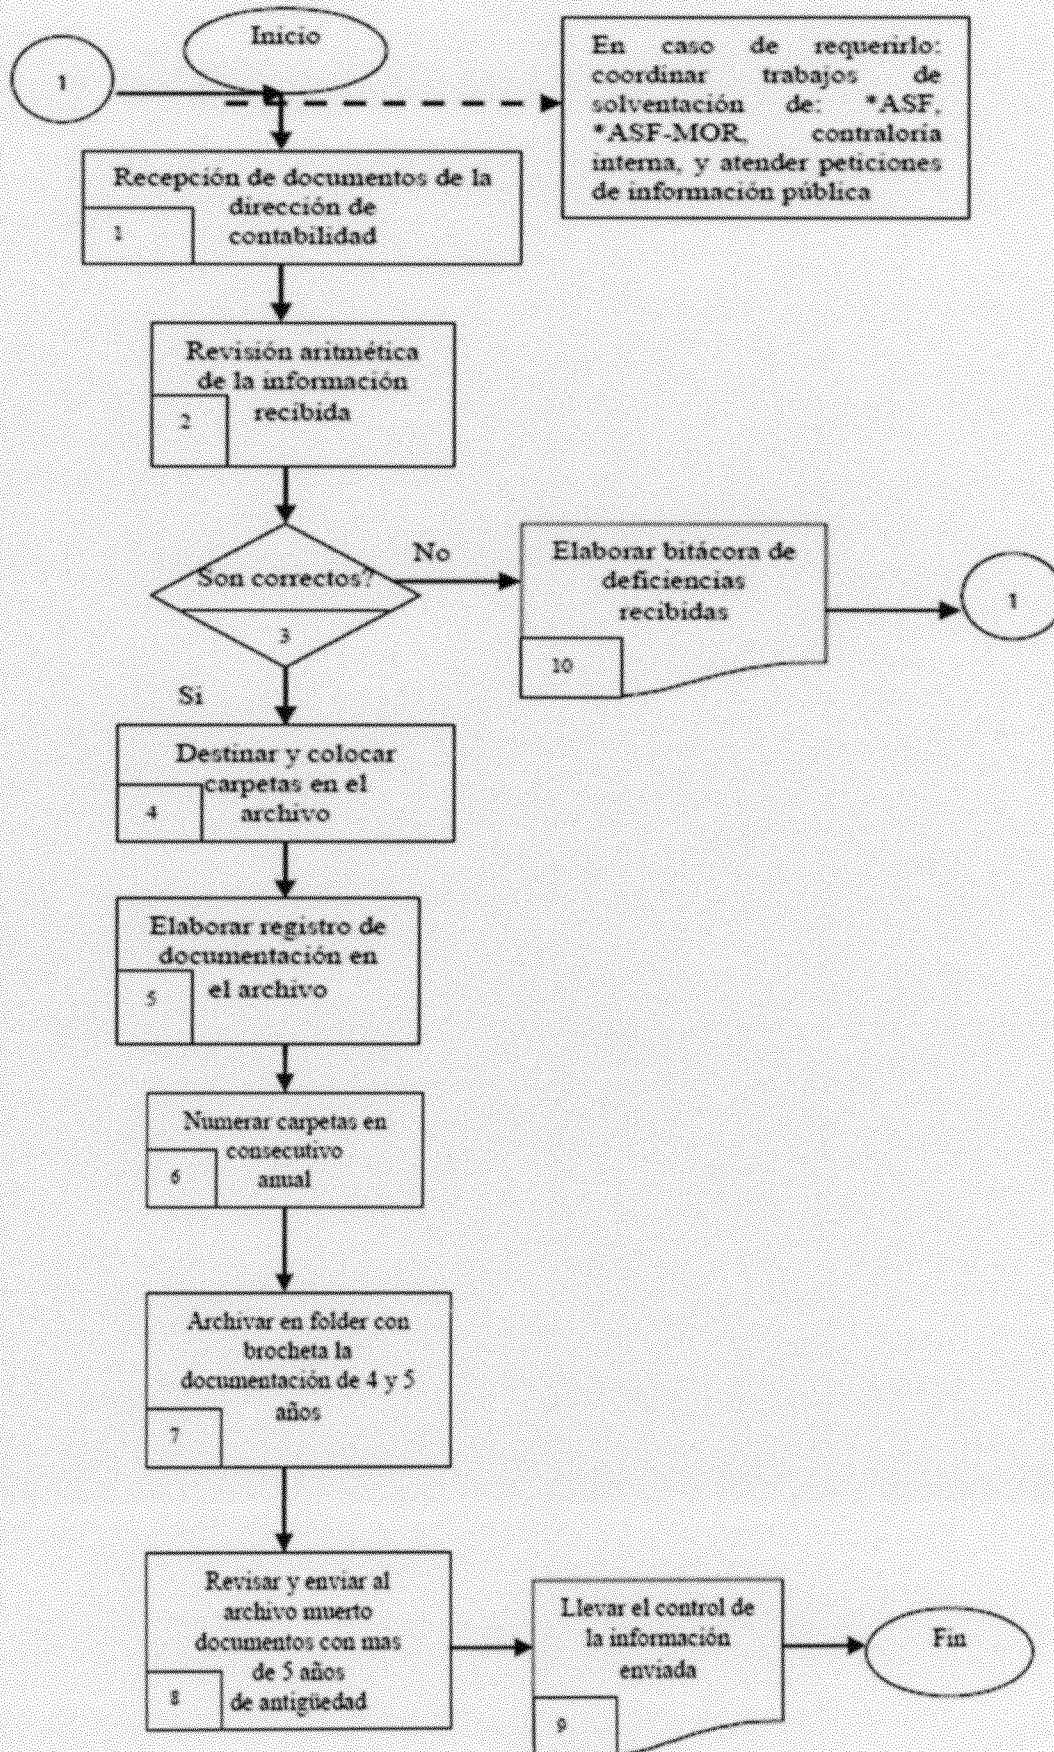 1
Inicio
En caso de requerirlo:
coordinar trabajos de
solventación de: *ASF,
*ASF-MOR, contraloría
interna, y atender peticiones
de información pública
Recepción de documentos de la
dirección de
contabilidad
1
Revisión aritmética
de la información
recibida
2
Son correctos?
3
No
Elaborar bitácora de
deficiencias
recibidas
10
1
Si
Destinar y colocar
carpetas en el
archivo
4
Elaborar registro de
documentación en
el archivo
5
Numerar carpetas en
consecutivo
anual
6
Archivar en folder con
brocheta la
documentación de 4 y 5
años
7
Revisar y enviar al
archivo muerto
documentos con mas
de 5 años
de antigüedad
8
Llevar el control de
la información
enviada
9
Fin